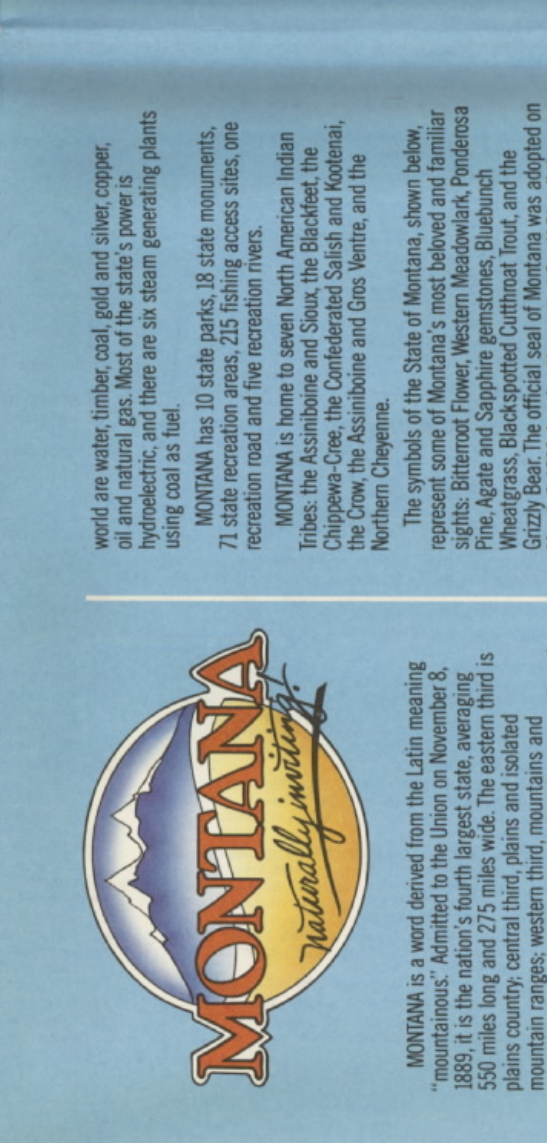 MONTANA
naturally inviting!
MONTANA is a word derived from the Latin meaning
"mountainous." Admitted to the Union on November 8,
1889, it is the nation's fourth largest state, averaging
550 miles long and 275 miles wide. The eastern third is
plains country; central third, plains and isolated
mountain ranges; western third, mountains and
world are water, timber, coal, gold and silver, copper,
oil and natural gas. Most of the state's power is
hydroelectric, and there are six steam generating plants
using coal as fuel.
MONTANA has 10 state parks, 18 state monuments,
71 state recreation areas, 215 fishing access sites, one
recreation road and five recreation rivers.
MONTANA is home to seven North American Indian
Tribes: the Assiniboine and Sioux, the Blackfeet, the
Chippewa-Cree, the Confederated Salish and Kootenai,
the Crow, the Assiniboine and Gros Ventre, and the
Northern Cheyenne.
The symbols of the State of Montana, shown below,
represent some of Montana's most beloved and familiar
sights: Bitterroot Flower, Western Meadowlark, Ponderosa
Pine, Agate and Sapphire gemstones, Bluebunch
Wheatgrass, Blackspotted Cutthroat Trout, and the
Grizzly Bear. The official seal of Montana was adopted on